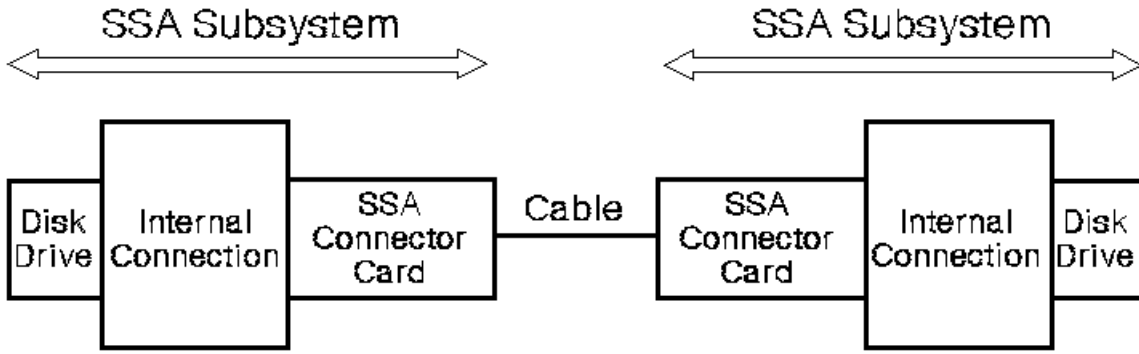 SSA Subsystem
SSA Subsystem
Disk
Drive
Internal
Connection
SSA
Connector
Card
Cable
SSA
Connector
Card
Internal
Connection
Disk
Drive